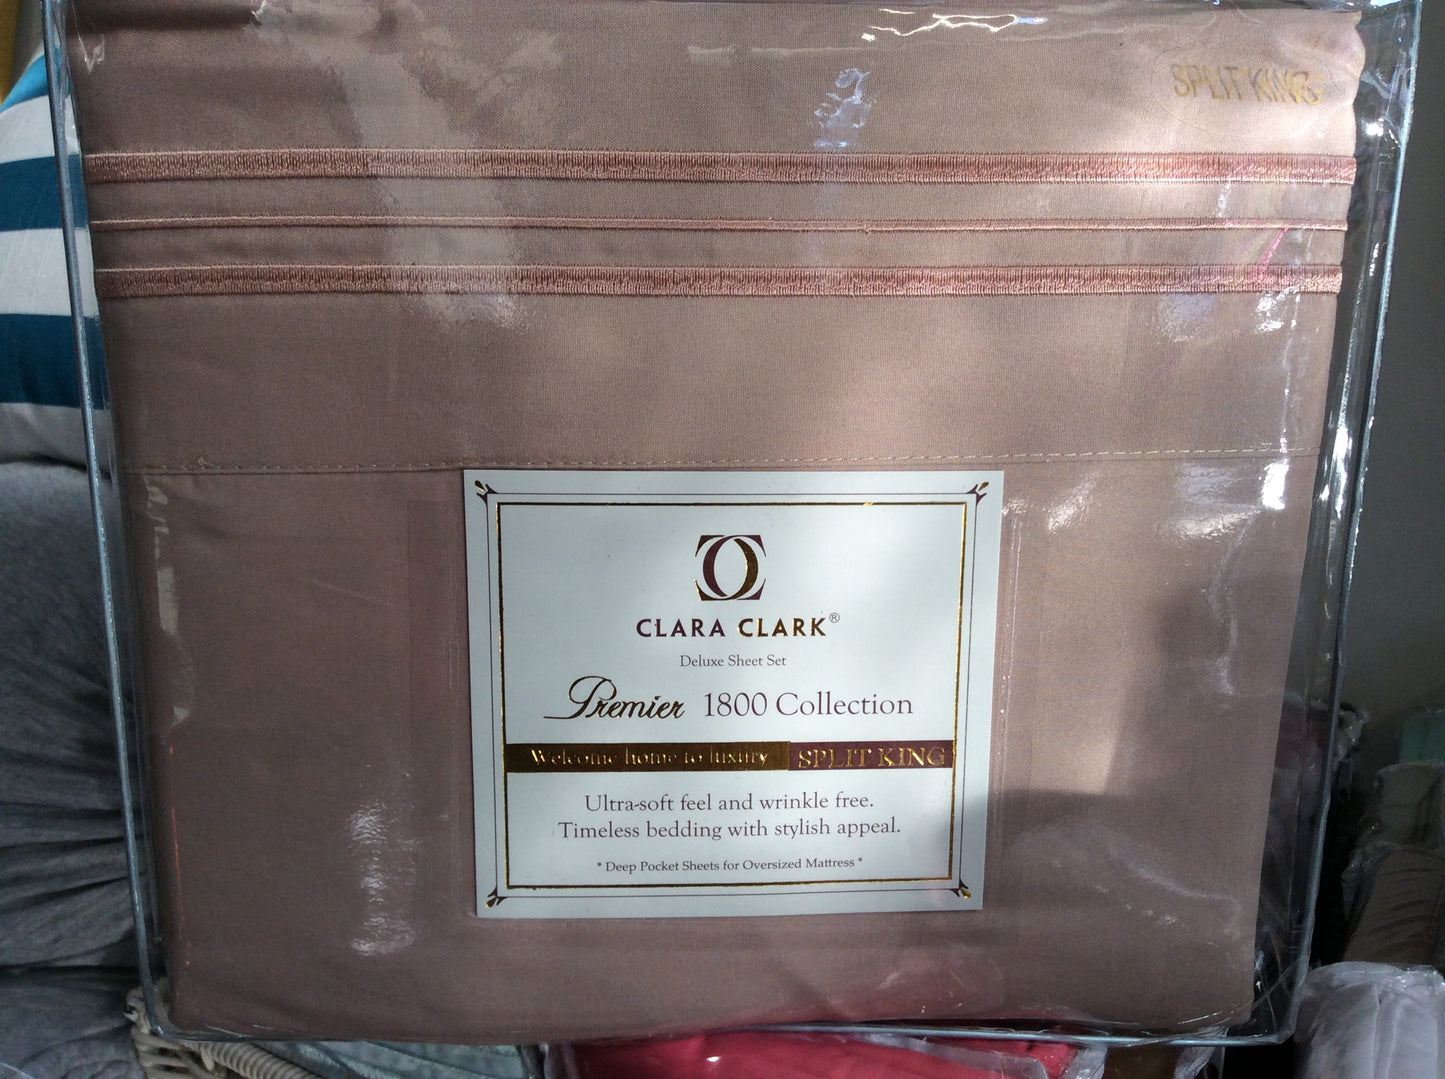 SPLIT KING
CLARA CLARK®
Deluxe Sheet Set
Premier 1800 Collection
Welcome home to luxury SPLIT KING
Ultra-soft feel and wrinkle free.
Timeless bedding with stylish appeal.
* Deep Pocket Sheets for Oversized Mattress *